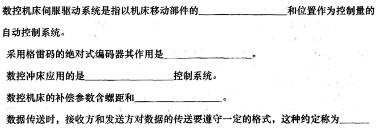 数控机床伺服驱动系统是指以机床移动部件的____________和位置作为控制量的
自动控制系统。
采用格雷码的绝对式编码器其作用是____________。
数控冲床应用的是____________控制系统。
数控机床的补偿参数含螺距和____________。
数据传送时，接收方和发送方对数据的传送要遵守一定的格式，这种约定称为____